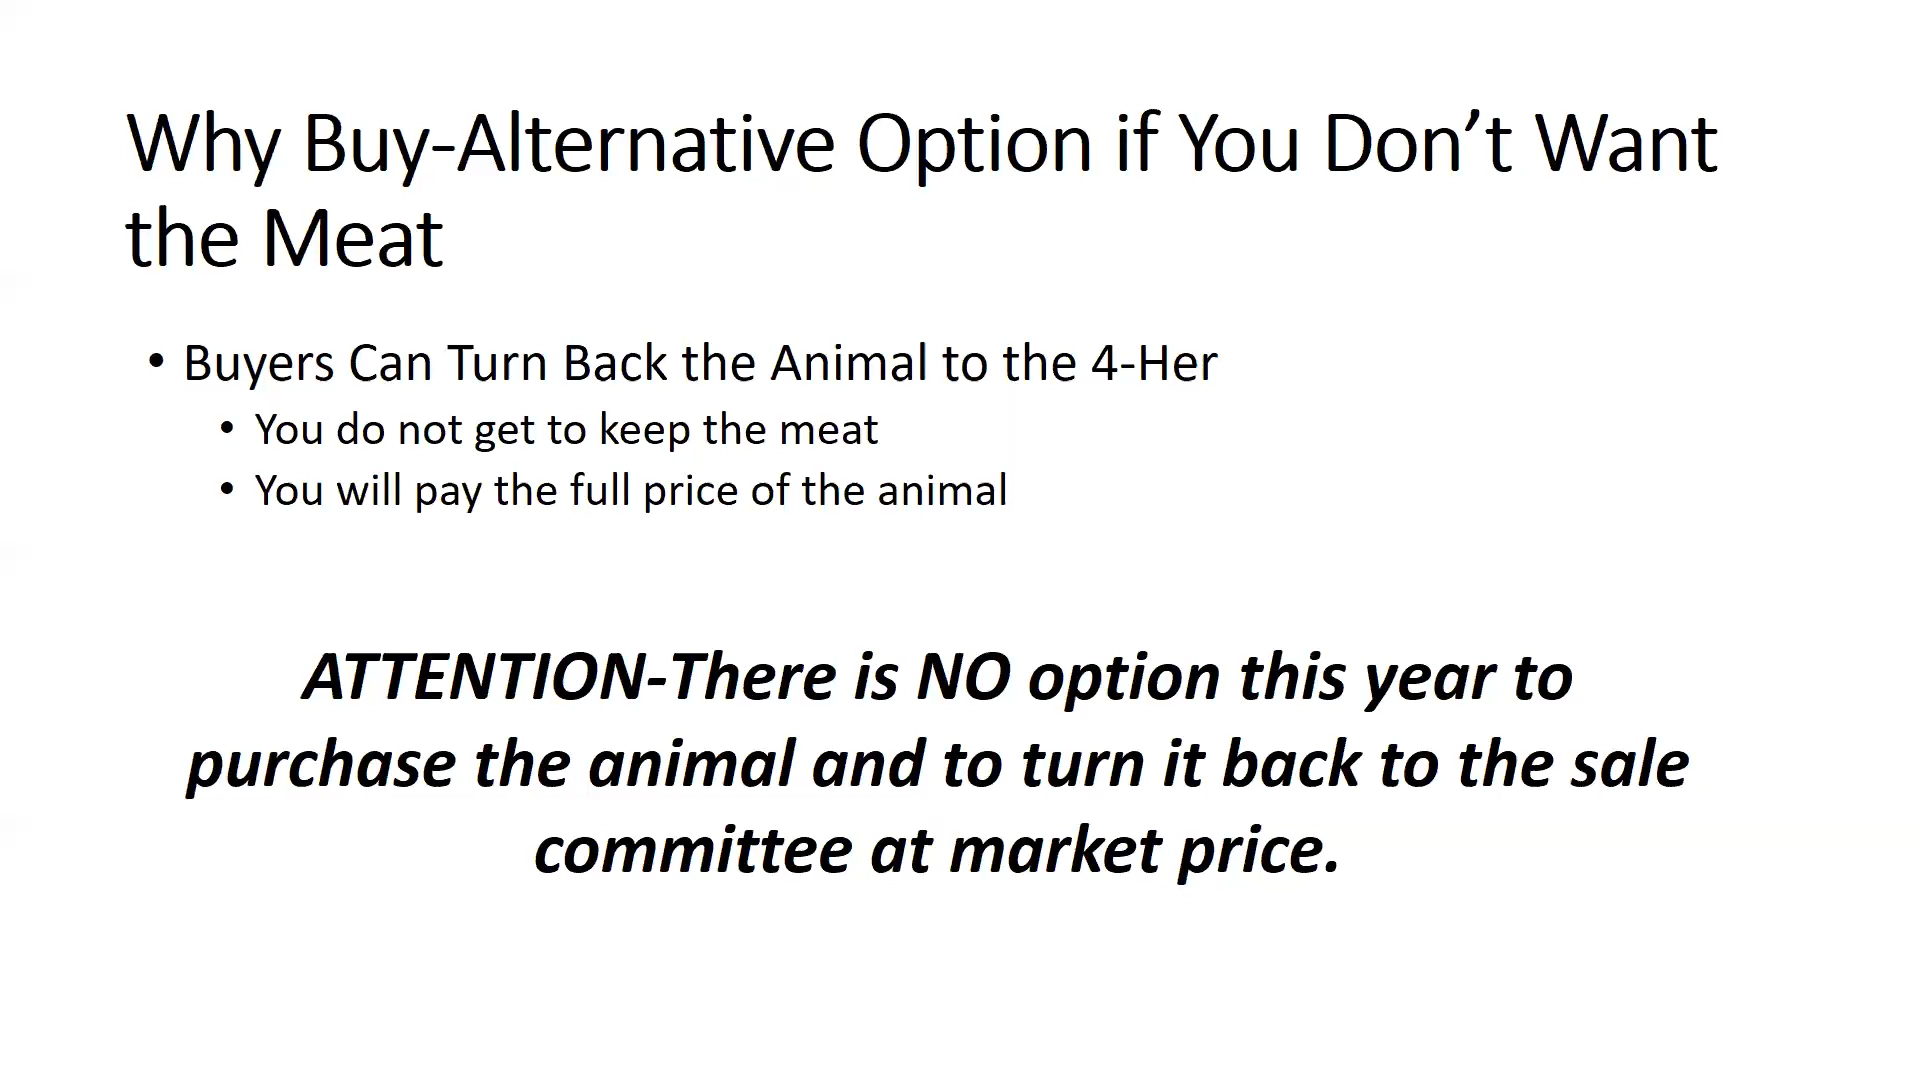 Why Buy-Alternative Option if You Don’t Want
the Meat
• Buyers Can Turn Back the Animal to the 4-Her
• You do not get to keep the meat
• You will pay the full price of the animal
ATTENTION-There is NO option this year to
purchase the animal and to turn it back to the sale
committee at market price.